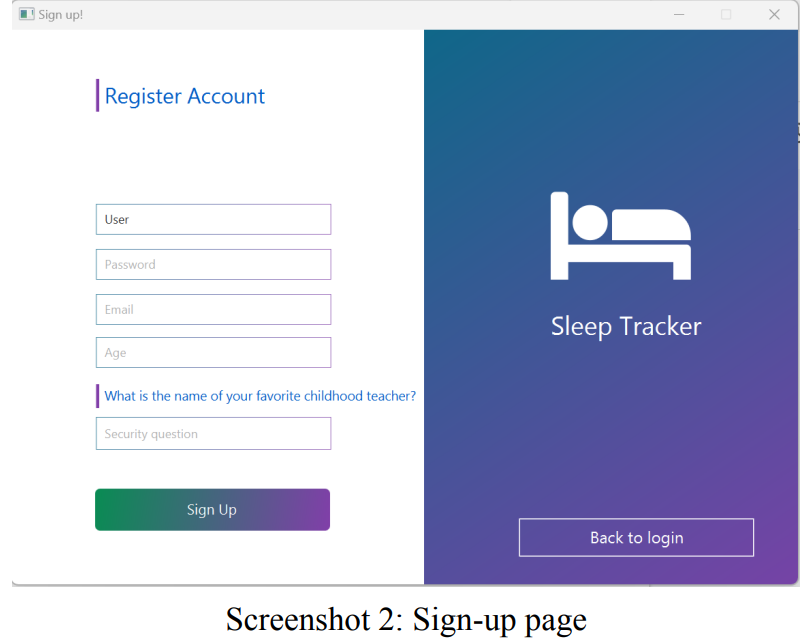 Sign up!
Register Account
User
Password
Email
Age
What is the name of your favorite childhood teacher?
Security question
Sign Up
Sleep Tracker
Back to login
Screenshot 2: Sign-up page